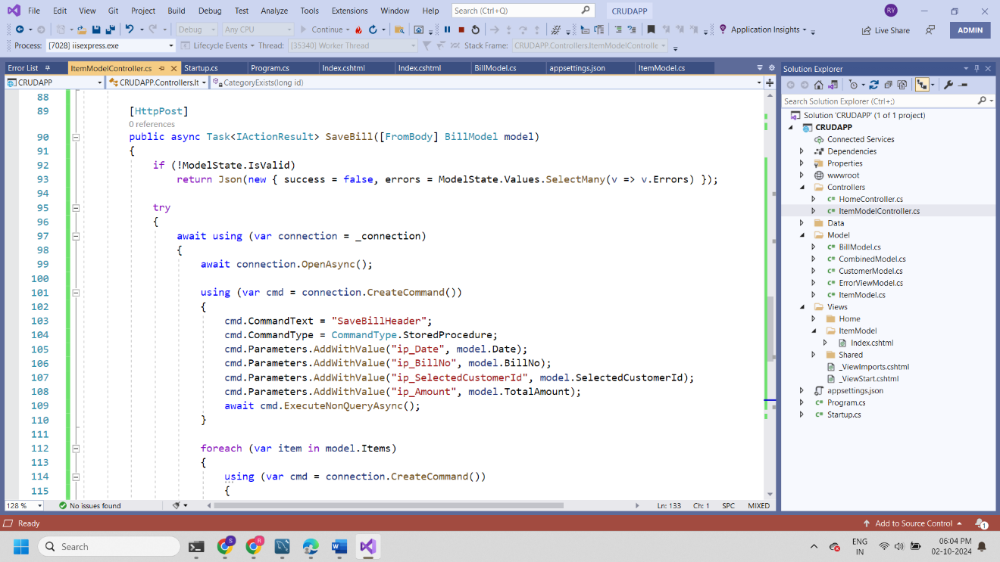 File Edit View Git Project Build Debug Test Analyze Tools Extensions Window Help Search (Ctrl+Q) CRUDAPP RY
Debug Any CPU Continue Application Insights Live Share ADMIN
Process: [7028] iisexpress.exe Lifecycle Events Thread: [35340] Worker Thread Stack Frame: CRUDAPP.Controllers.ItemModelControlle
Error List ItemModelController.cs Startup.cs Program.cs Index.cshtml Index.cshtml BillModel.cs appsettings.json ItemModel.cs
CRUDAPP CRUDAPP.Controllers.It CategoryExists(long id)
88
89 [HttpPost]
0 references
90 public async Task<IActionResult> SaveBill([FromBody] BillModel model)
91 {
92 if (!ModelState.IsValid)
93 return Json(new { success = false, errors = ModelState.Values.SelectMany(v => v.Errors) });
94
95 try
96 {
97 await using (var connection = _connection)
98 {
99 await connection.OpenAsync();
100
101 using (var cmd = connection.CreateCommand())
102 {
103 cmd.CommandText = "SaveBillHeader";
104 cmd.CommandType = CommandType.StoredProcedure;
105 cmd.Parameters.AddWithValue("ip_Date", model.Date);
106 cmd.Parameters.AddWithValue("ip_BillNo", model.BillNo);
107 cmd.Parameters.AddWithValue("ip_SelectedCustomerId", model.SelectedCustomerId);
108 cmd.Parameters.AddWithValue("ip_Amount", model.TotalAmount);
109 await cmd.ExecuteNonQueryAsync();
110 }
111
112 foreach (var item in model.Items)
113 {
114 using (var cmd = connection.CreateCommand())
115 {
128 % No issues found Ln: 133 Ch: 1 SPC MIXED
Solution Explorer
Search Solution Explorer (Ctrl+;)
Solution 'CRUDAPP' (1 of 1 project)
CRUDAPP
Connected Services
Dependencies
Properties
wwwroot
Controllers
C# HomeController.cs
C# ItemModelController.cs
Data
Model
C# BillModel.cs
C# CombinedModel.cs
C# CustomerModel.cs
C# ErrorViewModel.cs
C# ItemModel.cs
Views
Home
ItemModel
Index.cshtml
Shared
_ViewImports.cshtml
_ViewStart.cshtml
appsettings.json
C# Program.cs
C# Startup.cs
Ready Add to Source Control 1
Search S R W ENG IN 06:04 PM 02-10-2024